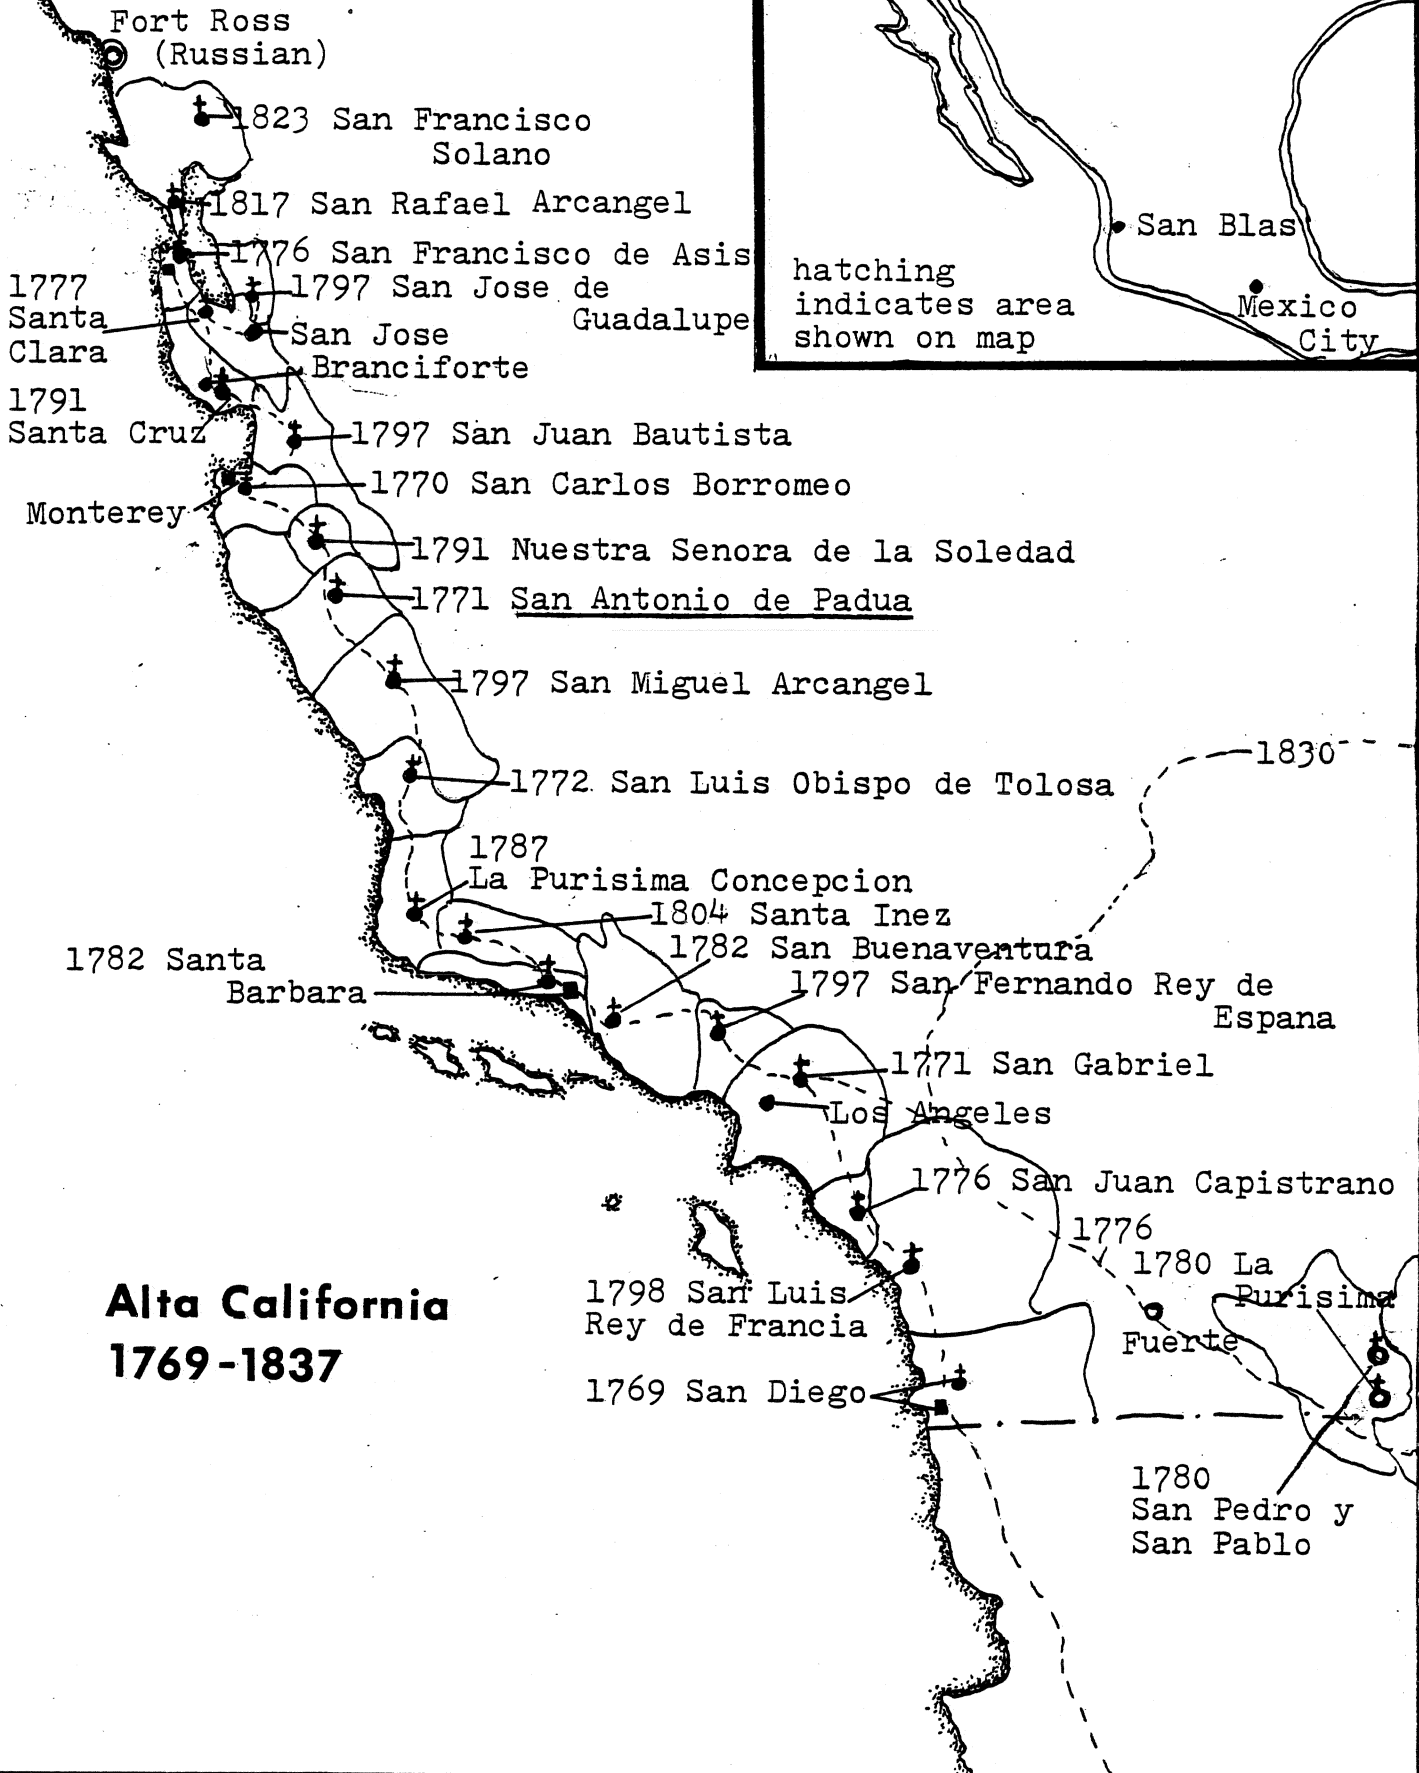 Fort Ross
(Russian)
1823 San Francisco
Solano
1817 San Rafael Arcangel
1776 San Francisco de Asis
1777
Santa
Clara
1797 San Jose de
Guadalupe
San Jose
Branciforte
1791
Santa Cruz
1797 San Juan Bautista
1770 San Carlos Borromeo
Monterey
1791 Nuestra Senora de la Soledad
1771 San Antonio de Padua
1797 San Miguel Arcangel
1772 San Luis Obispo de Tolosa
1787
La Purisima Concepcion
1804 Santa Inez
1782 San Buenaventura
1782 Santa
Barbara
1797 San Fernando Rey de
Espana
1771 San Gabriel
Los Angeles
1776 San Juan Capistrano
1776
1830
1780 La
Purisima
Fuerte
1798 San Luis
Rey de Francia
1769 San Diego
1780
San Pedro y
San Pablo
Alta California
1769-1837
San Blas
Mexico
City
hatching
indicates area
shown on map